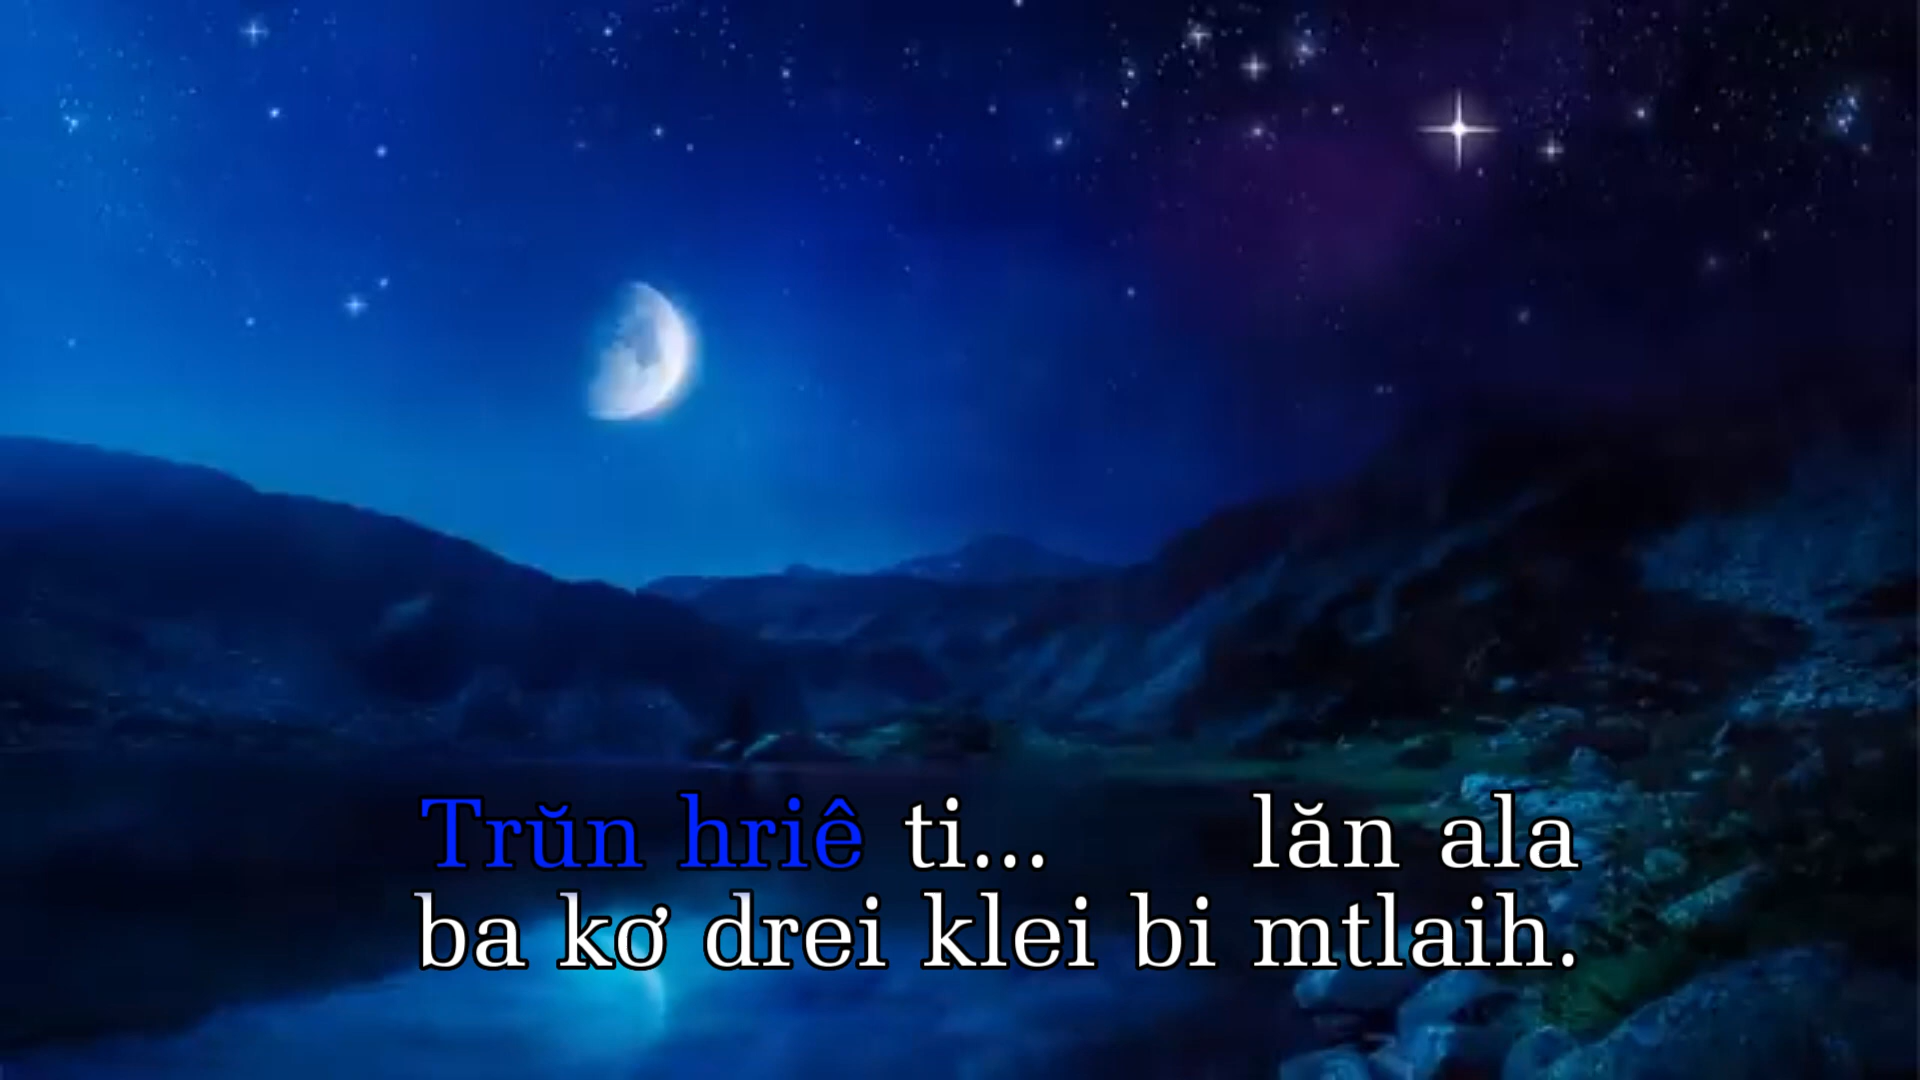 Trŭn hriê ti... lăn ala
ba kơ drei klei bi mtlaih.